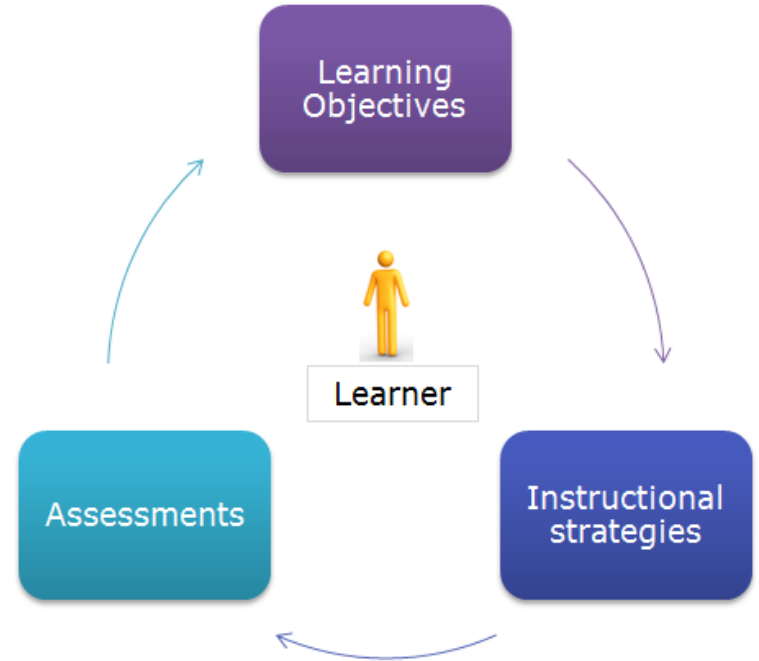 Learning
Objectives
Learner
Assessments
Instructional
strategies